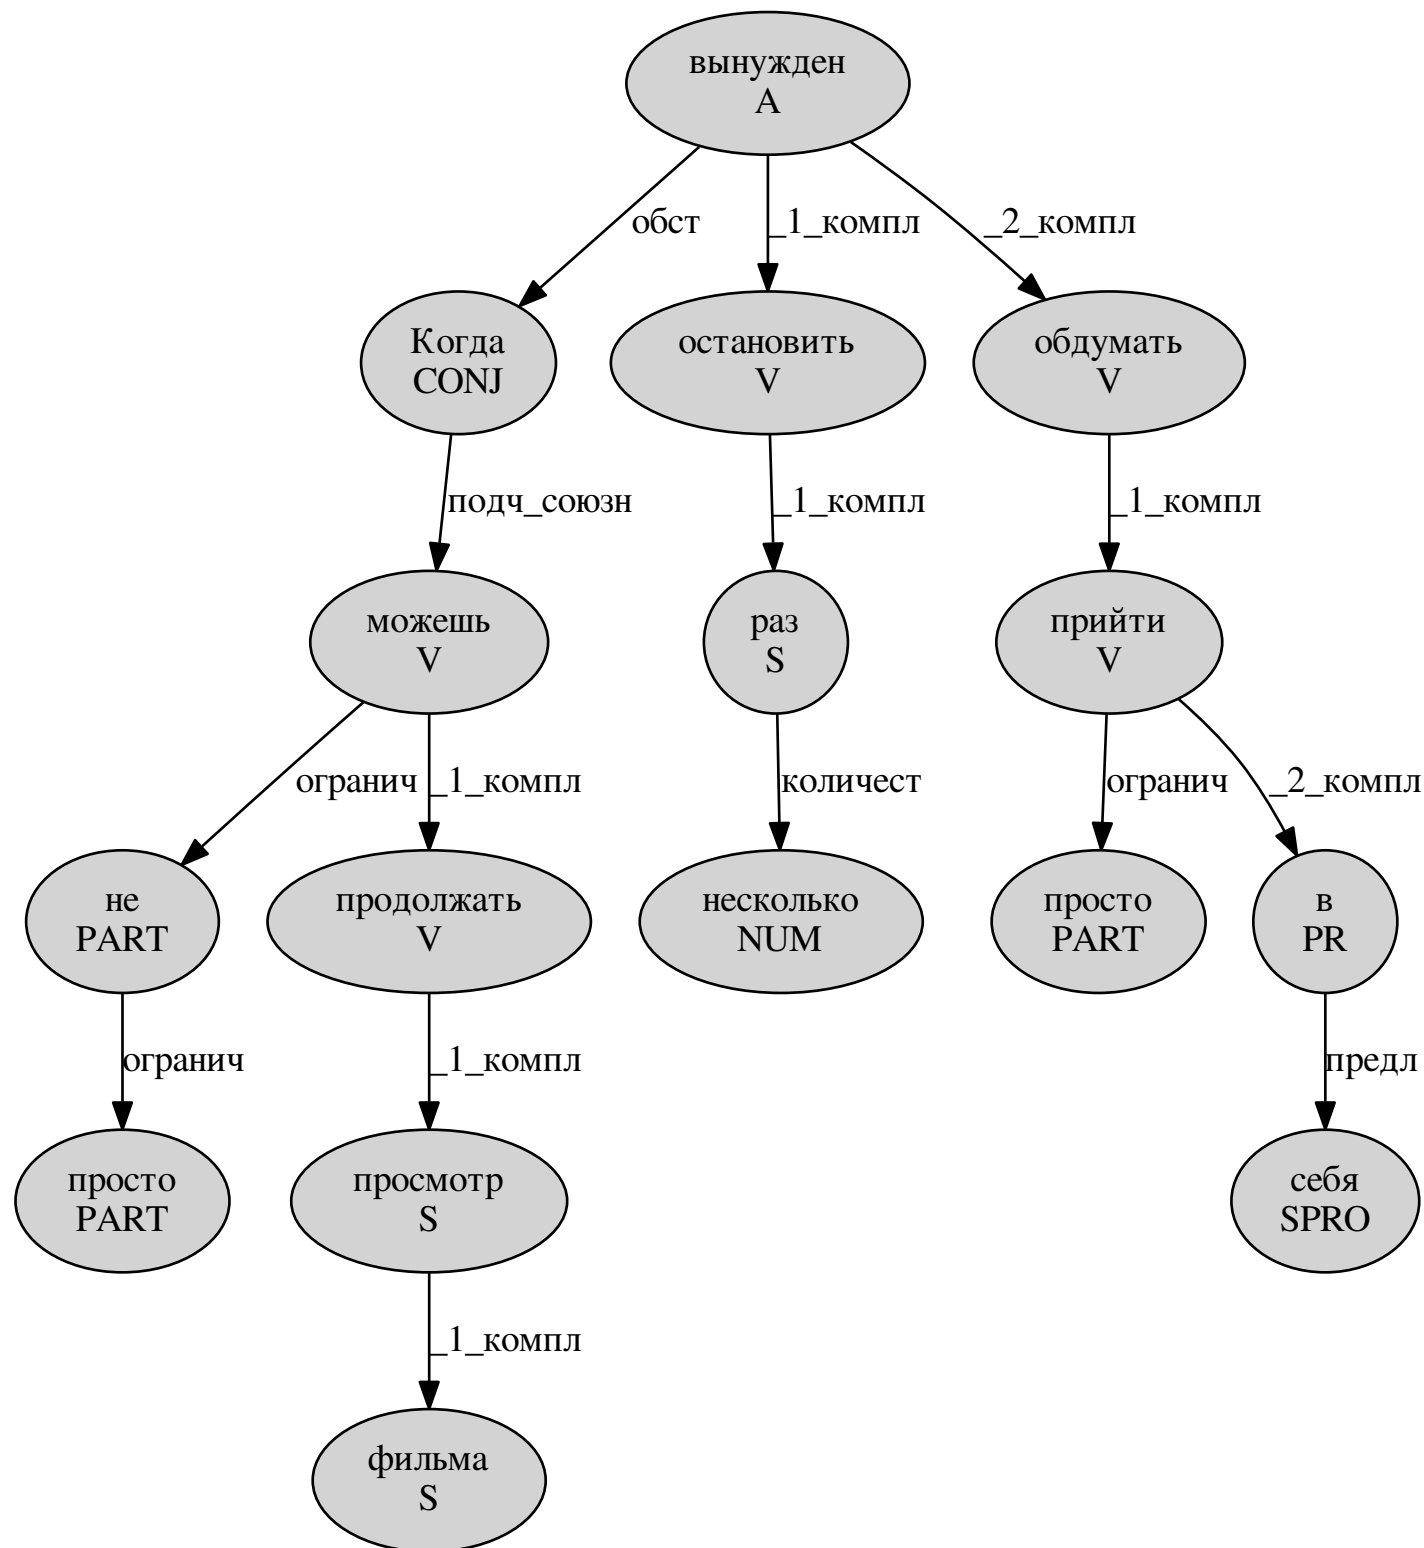 вынужден
A
обст
_1_компл
_2_компл
Когда
CONJ
остановить
V
обдумать
V
подч_союзн
_1_компл
_1_компл
можешь
V
раз
S
прийти
V
огранич
_1_компл
количест
огранич
_2_компл
не
PART
продолжать
V
несколько
NUM
просто
PART
в
PR
огранич
_1_компл
предл
просто
PART
просмотр
S
себя
SPRO
_1_компл
фильма
S